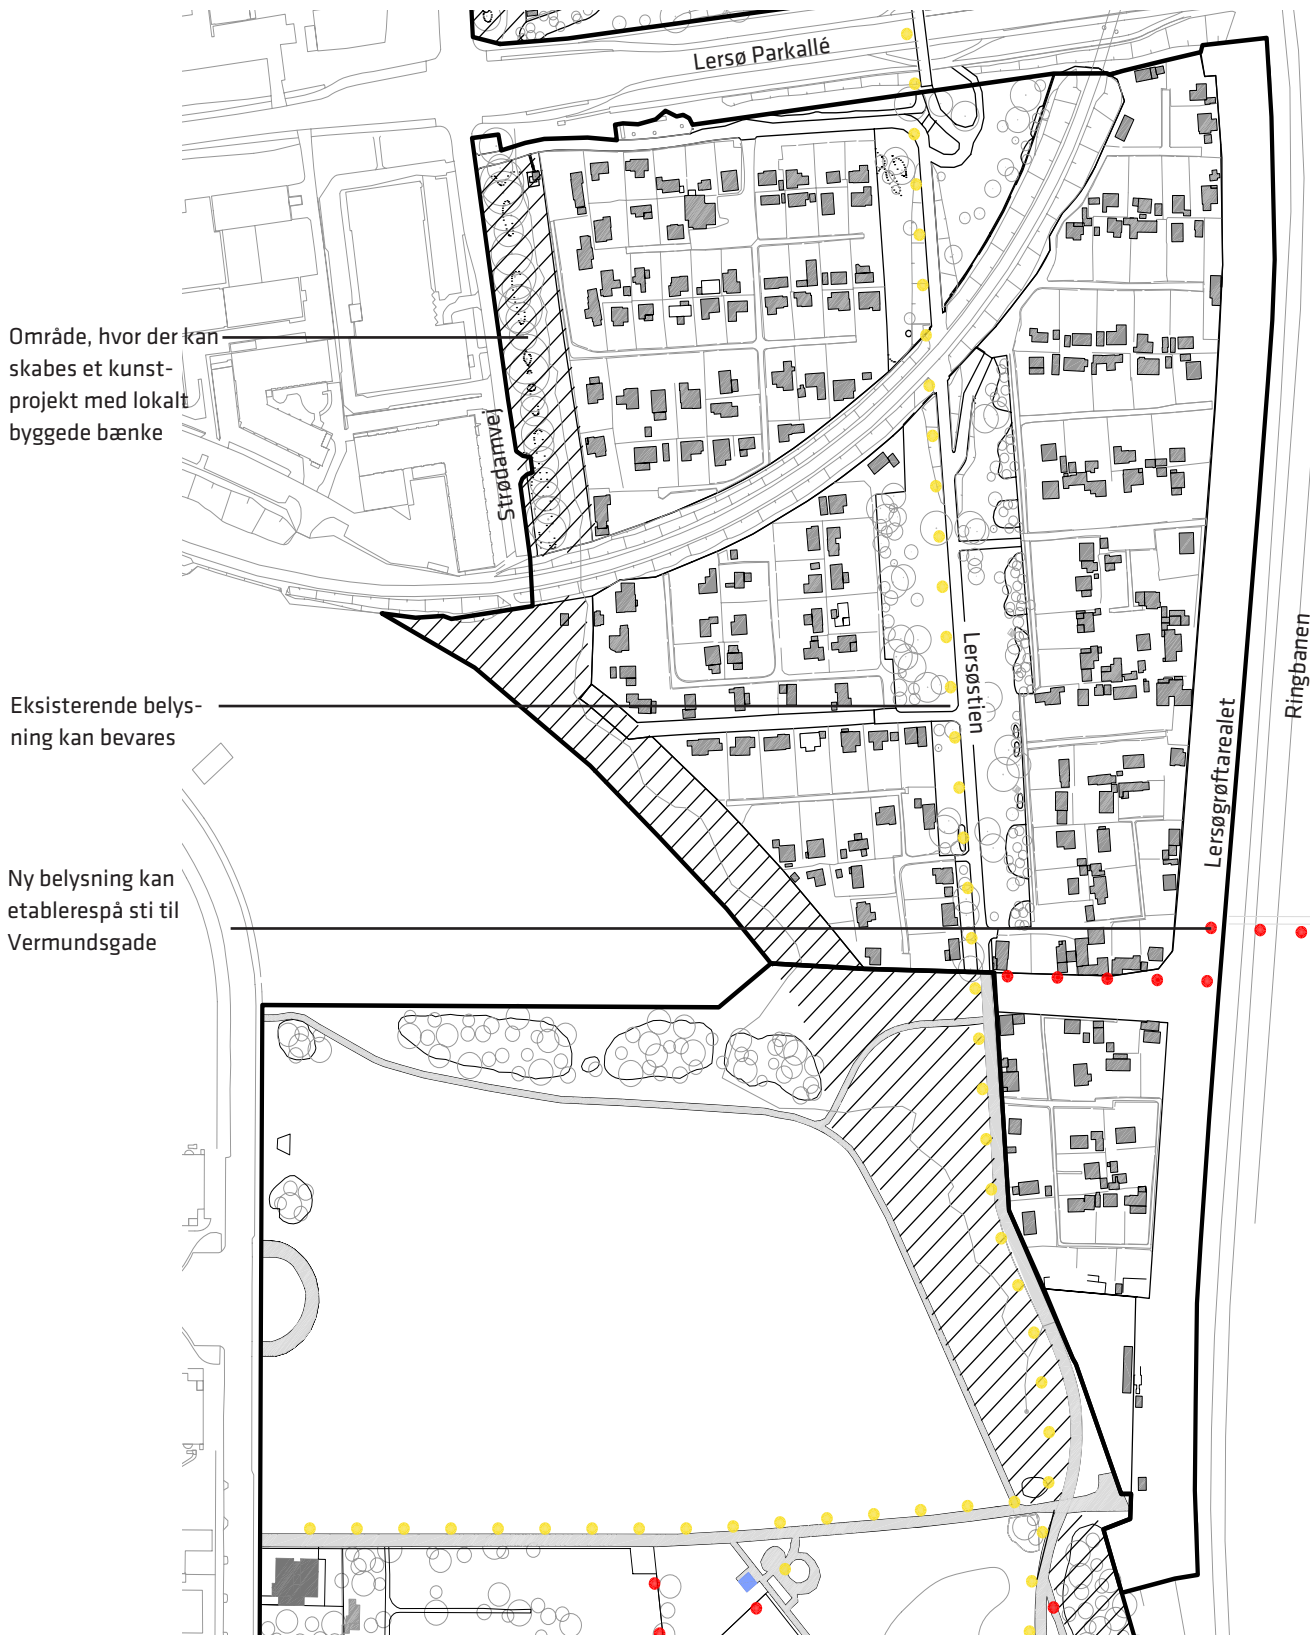 Lersø Parkallé
Område, hvor der kan
skabes et kunst-
projekt med lokalt
byggede bænke
Strødamvej
Eksisterende belys-
ning kan bevares
Lersøstien
Ringbanen
Lersøgrøftarealet
Ny belysning kan
etablerespå sti til
Vermundsgade